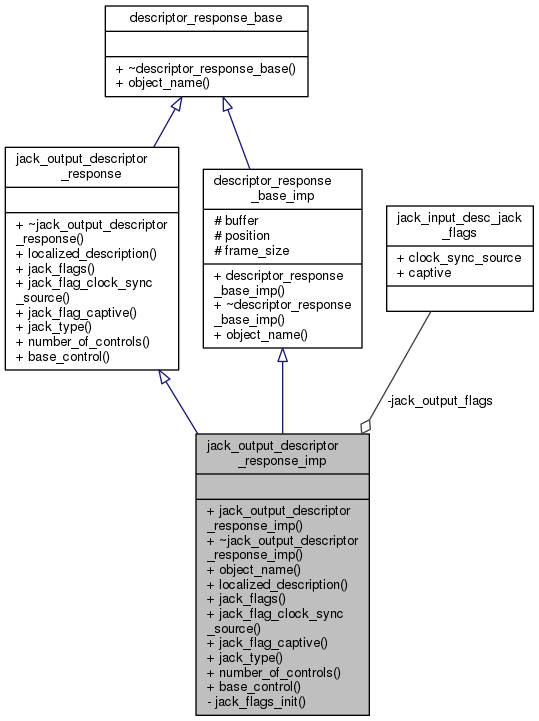 descriptor_response_base
+ ~descriptor_response_base()
+ object_name()
jack_output_descriptor
_response
+ ~jack_output_descriptor
_response()
+ localized_description()
+ jack_flags()
+ jack_flag_clock_sync
_source()
+ jack_flag_captive()
+ jack_type()
+ number_of_controls()
+ base_control()
descriptor_response
_base_imp
# buffer
# position
# frame_size
+ descriptor_response
_base_imp()
+ ~descriptor_response
_base_imp()
+ object_name()
jack_input_desc_jack
_flags
+ clock_sync_source
+ captive
-jack_output_flags
jack_output_descriptor
_response_imp
+ jack_output_descriptor
_response_imp()
+ ~jack_output_descriptor
_response_imp()
+ object_name()
+ localized_description()
+ jack_flags()
+ jack_flag_clock_sync
_source()
+ jack_flag_captive()
+ jack_type()
+ number_of_controls()
+ base_control()
- jack_flags_init()